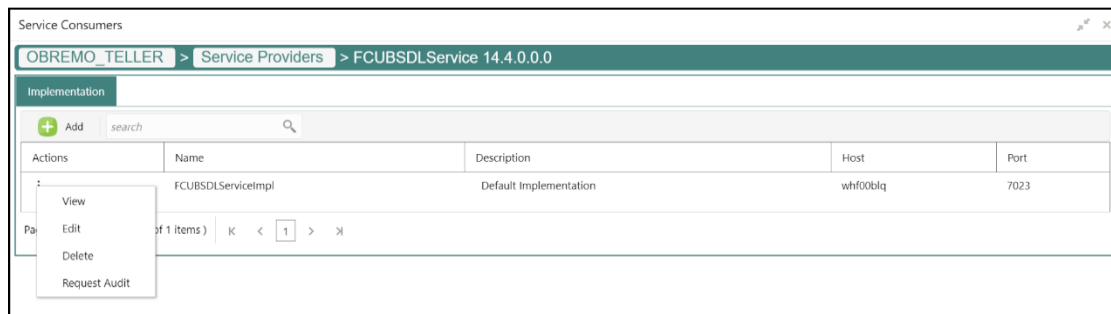 Service Consumers
OBREMO_TELLER > Service Providers > FCUBSDLService 14.4.0.0.0
Implementation
Add search
Actions Name Description Host Port
FCUBSDLServiceImpl Default Implementation whf00blq 7023
View
Edit
Pa of 1 items ) K < 1 > >|
Delete
Request Audit